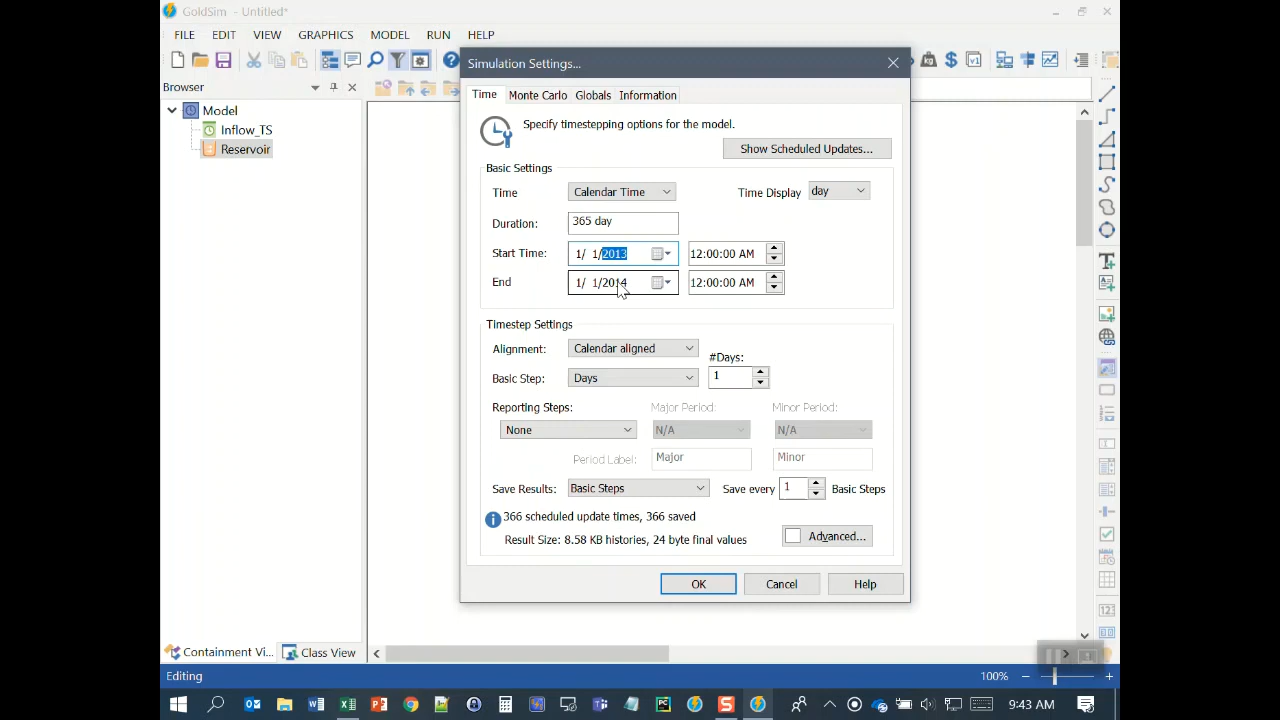 GoldSim - Untitled*
FILE EDIT VIEW GRAPHICS MODEL RUN HELP
Browser
Model
Inflow_TS
Reservoir
Simulation Settings...
Time Monte Carlo Globals Information
Specify timestepping options for the model.
Show Scheduled Updates...
Basic Settings
Time Calendar Time Time Display day
Duration: 365 day
Start Time: 1/ 1/2013 12:00:00 AM
End 1/ 1/2014 12:00:00 AM
Timestep Settings
Alignment: Calendar aligned #Days:
Basic Step: Days 1
Reporting Steps: Major Period: Minor Period:
None N/A N/A
Period Label: Major Minor
Save Results: Basic Steps Save every 1 Basic Steps
366 scheduled update times, 366 saved
Result Size: 8.58 KB histories, 24 byte final values
Advanced...
OK Cancel Help
Containment Vi... Class View
Editing 100%
9:43 AM